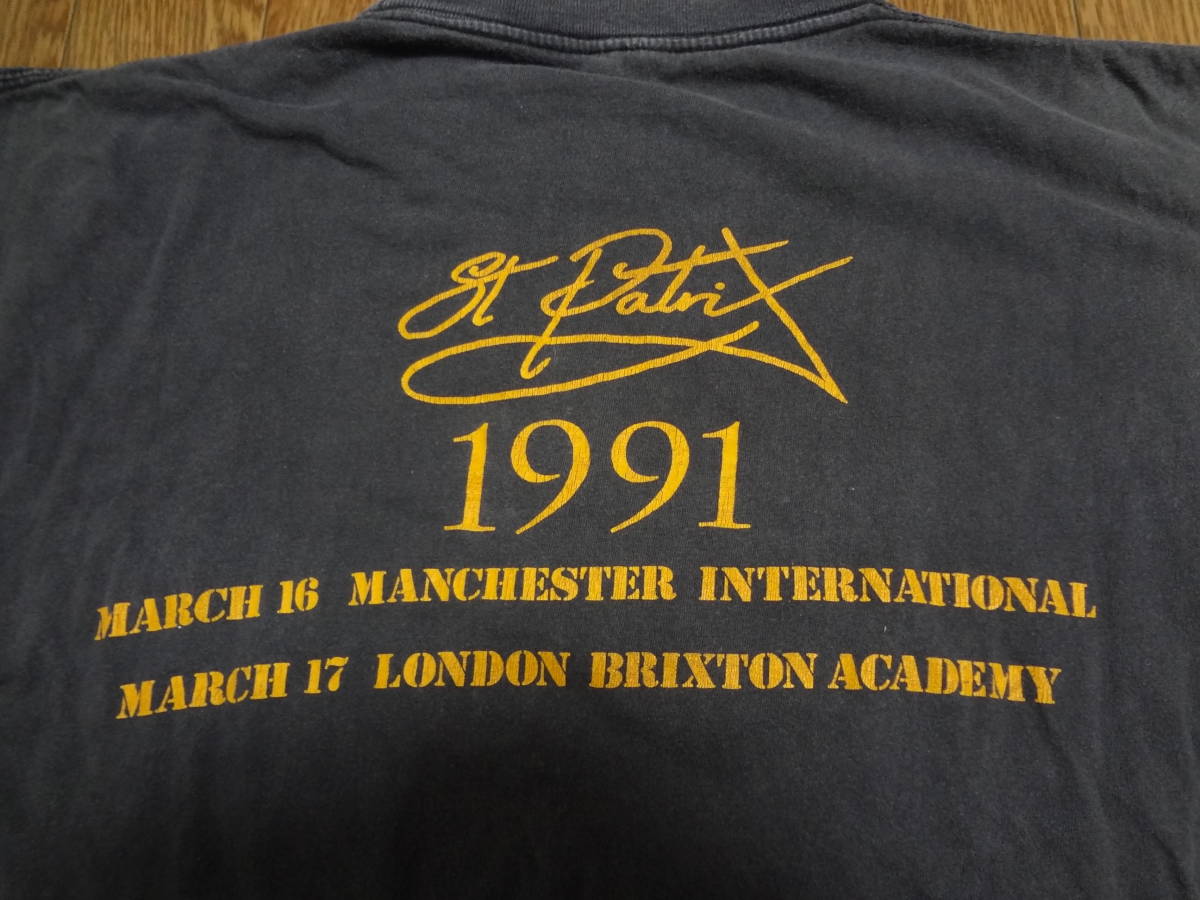 St PatriX
1991
MARCH 16 MANCHESTER INTERNATIONAL
MARCH 17 LONDON BRIXTON ACADEMY